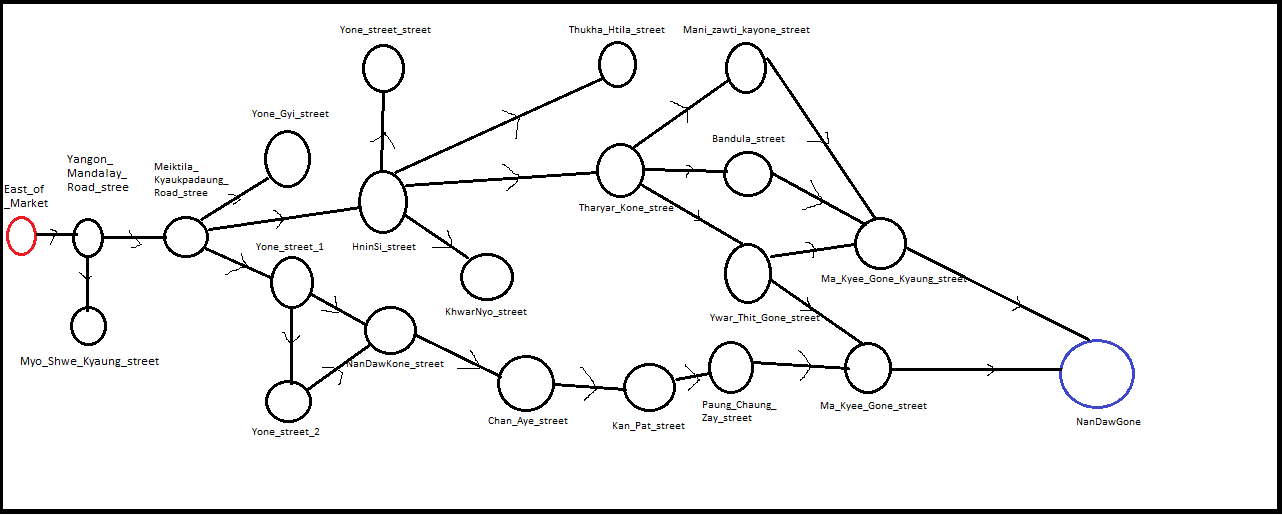 Yone_street_street
Thukha_Htila_street
Mani_zawti_kayone_street
Yone_Gyi_street
Bandula_street
Yangon_
Mandalay_
Road_stree
Meiktila_
Kyaukpadaung_
Road_stree
East_of
_Market
Tharyar_Kone_stree
Yone_street_1
HninSi_street
Ma_Kyee_Gone_Kyaung_street
KhwarNyo_street
Ywar_Thit_Gone_street
Myo_Shwe_Kyaung_street
NanDawKone_street
Paung_Chaung_
Zay_street
Ma_Kyee_Gone_street
Chan_Aye_street
Kan_Pat_street
NanDawGone
Yone_street_2